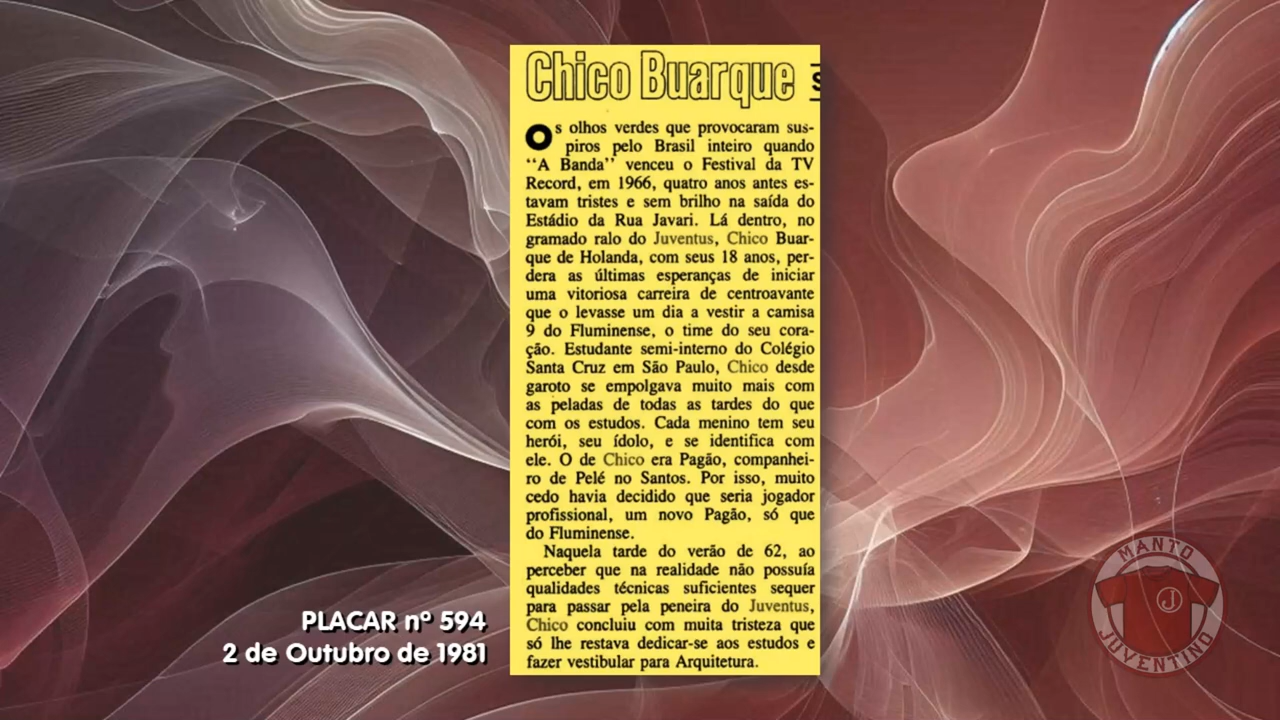 Chico Buarque S
Os olhos verdes que provocaram sus-
piros pelo Brasil inteiro quando
“A Banda” venceu o Festival da TV
Record, em 1966, quatro anos antes es-
tavam tristes e sem brilho na saída do
Estádio da Rua Javari. Lá dentro, no
gramado ralo do Juventus, Chico Buar-
que de Holanda, com seus 18 anos, per-
dera as últimas esperanças de iniciar
uma vitoriosa carreira de centroavante
que o levasse um dia a vestir a camisa
9 do Fluminense, o time do seu cora-
ção. Estudante semi-interno do Colégio
Santa Cruz em São Paulo, Chico desde
garoto se empolgava muito mais com
as peladas de todas as tardes do que
com os estudos. Cada menino tem seu
herói, seu ídolo, e se identifica com
ele. O de Chico era Pagão, companhei-
ro de Pelé no Santos. Por isso, muito
cedo havia decidido que seria jogador
profissional, um novo Pagão, só que
do Fluminense.
Naquela tarde do verão de 62, ao
perceber que na realidade não possuía
qualidades técnicas suficientes sequer
para passar pela peneira do Juventus,
Chico concluiu com muita tristeza que
só lhe restava dedicar-se aos estudos e
fazer vestibular para Arquitetura.
PLACAR nº 594
2 de Outubro de 1981
MANTO
J
JUVENTINO